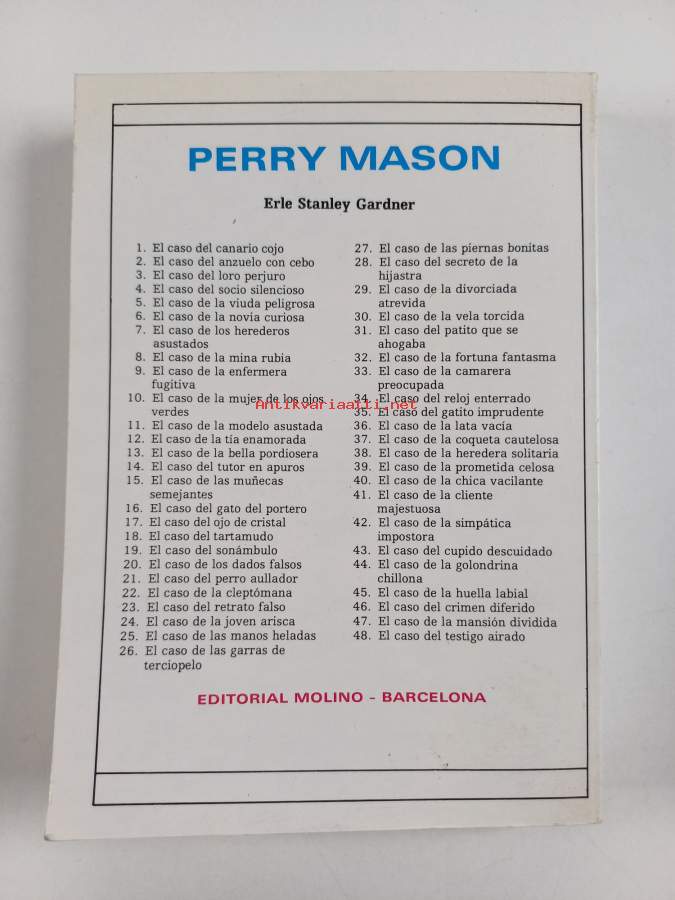 PERRY MASON
Erle Stanley Gardner
1. El caso del canario cojo
2. El caso del anzuelo con cebo
3. El caso del loro perjuro
4. El caso del socio silencioso
5. El caso de la viuda peligrosa
6. El caso de la novia curiosa
7. El caso de los herederos
asustados
8. El caso de la mina rubia
9. El caso de la enfermera
fugitiva
10. El caso de la mujer de los ojos
verdes
11. El caso de la modelo asustada
12. El caso de la tía enamorada
13. El caso de la bella pordiosera
14. El caso del tutor en apuros
15. El caso de las muñecas
semejantes
16. El caso del gato del portero
17. El caso del ojo de cristal
18. El caso del tartamudo
19. El caso del sonámbulo
20. El caso de los dados falsos
21. El caso del perro aullador
22. El caso de la cleptómana
23. El caso del retrato falso
24. El caso de la joven arisca
25. El caso de las manos heladas
26. El caso de las garras de
terciopelo
27. El caso de las piernas bonitas
28. El caso del secreto de la
hijastra
29. El caso de la divorciada
atrevida
30. El caso de la vela torcida
31. El caso del patito que se
ahogaba
32. El caso de la fortuna fantasma
33. El caso de la camarera
preocupada
34. El caso del reloj enterrado
35. El caso del gatito imprudente
36. El caso de la lata vacía
37. El caso de la coqueta cautelosa
38. El caso de la heredera solitaria
39. El caso de la prometida celosa
40. El caso de la chica vacilante
41. El caso de la cliente
majestuosa
42. El caso de la simpática
impostora
43. El caso del cupido descuidado
44. El caso de la golondrina
chillona
45. El caso de la huella labial
46. El caso del crimen diferido
47. El caso de la mansión dividida
48. El caso del testigo airado
Antikvariaatti.net
EDITORIAL MOLINO - BARCELONA